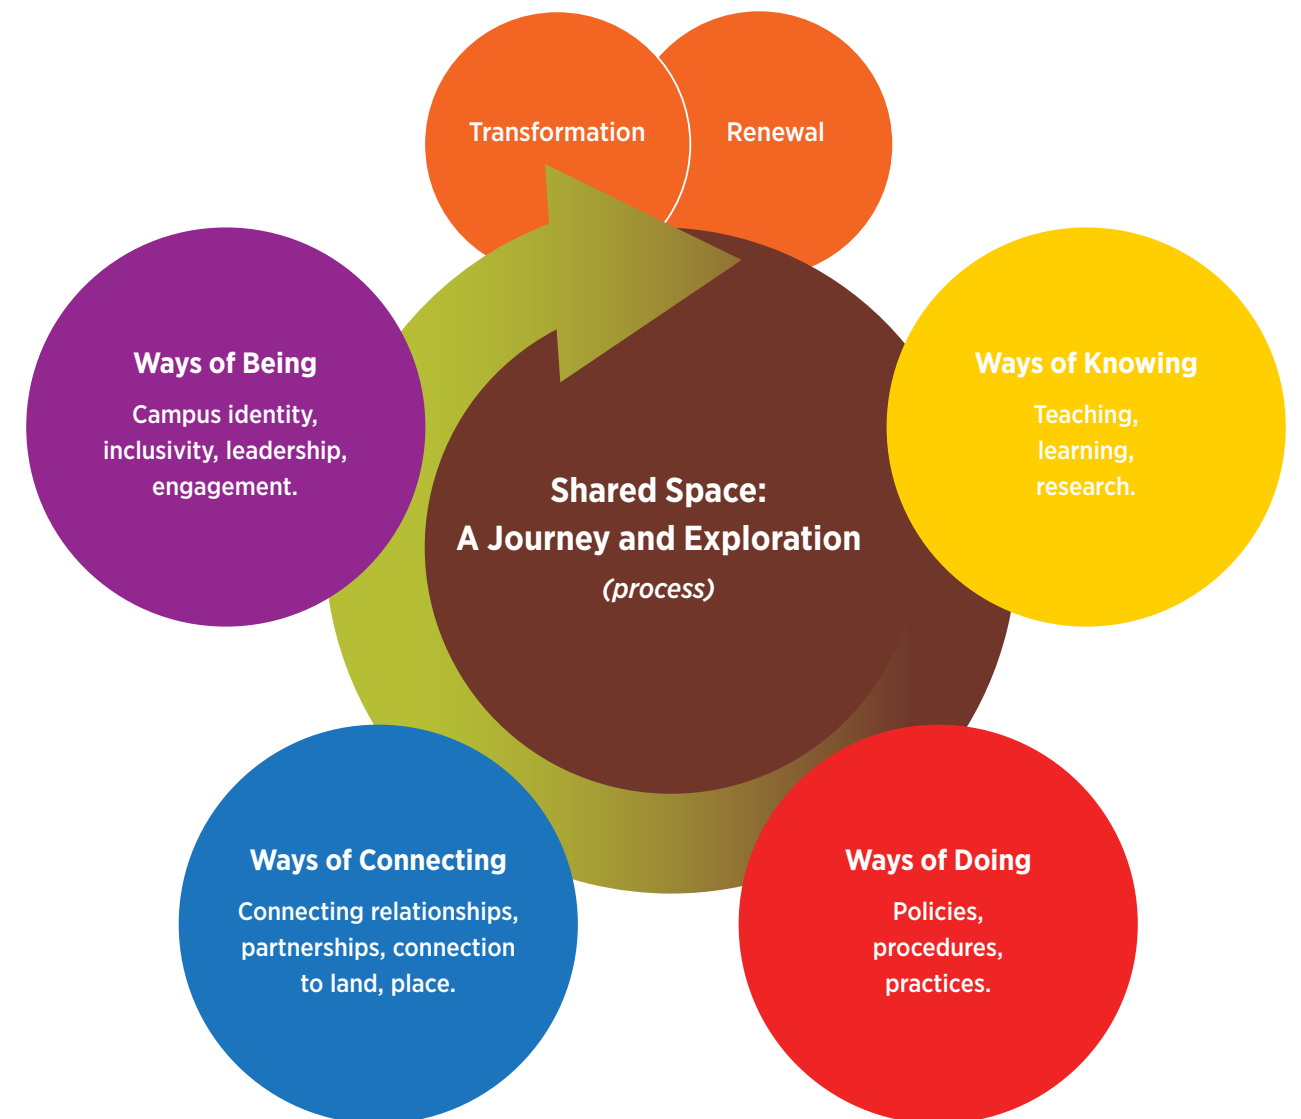 Transformation
Renewal
Ways of Being
Campus identity,
inclusivity, leadership,
engagement.
Ways of Knowing
Teaching,
learning,
research.
Shared Space:
A Journey and Exploration
(process)
Ways of Connecting
Connecting relationships,
partnerships, connection
to land, place.
Ways of Doing
Policies,
procedures,
practices.